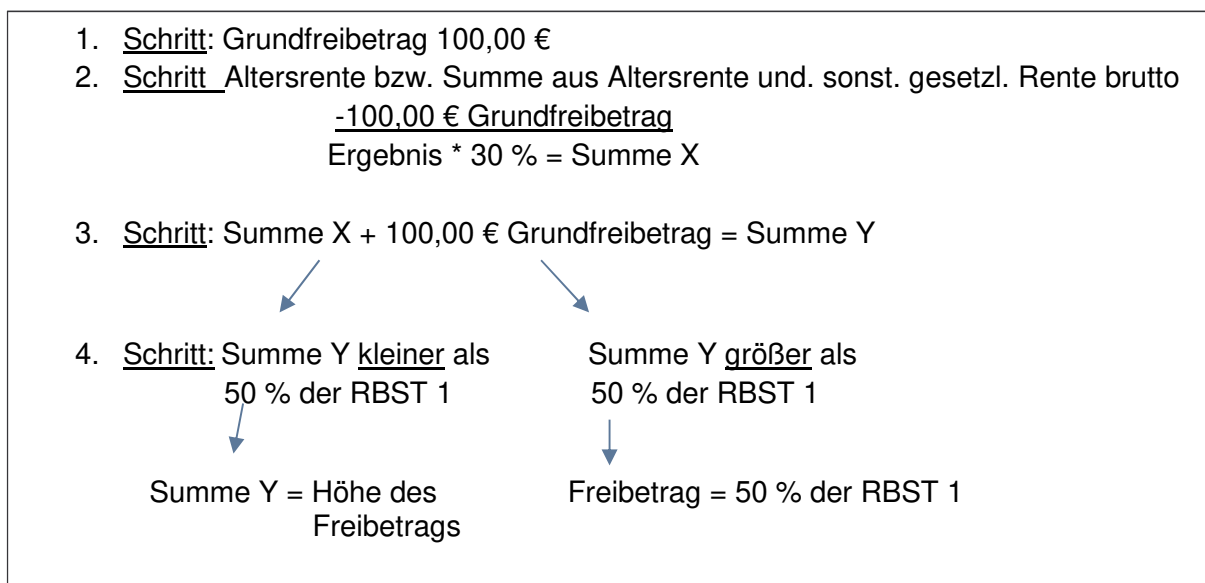 1. Schritt: Grundfreibetrag 100,00 €
2. Schritt Altersrente bzw. Summe aus Altersrente und. sonst. gesetzl. Rente brutto
-100,00 € Grundfreibetrag
Ergebnis * 30 % = Summe X
3. Schritt: Summe X + 100,00 € Grundfreibetrag = Summe Y
4. Schritt: Summe Y kleiner als Summe Y größer als
50 % der RBST 1 50 % der RBST 1
Summe Y = Höhe des Freibetrag = 50 % der RBST 1
Freibetrags